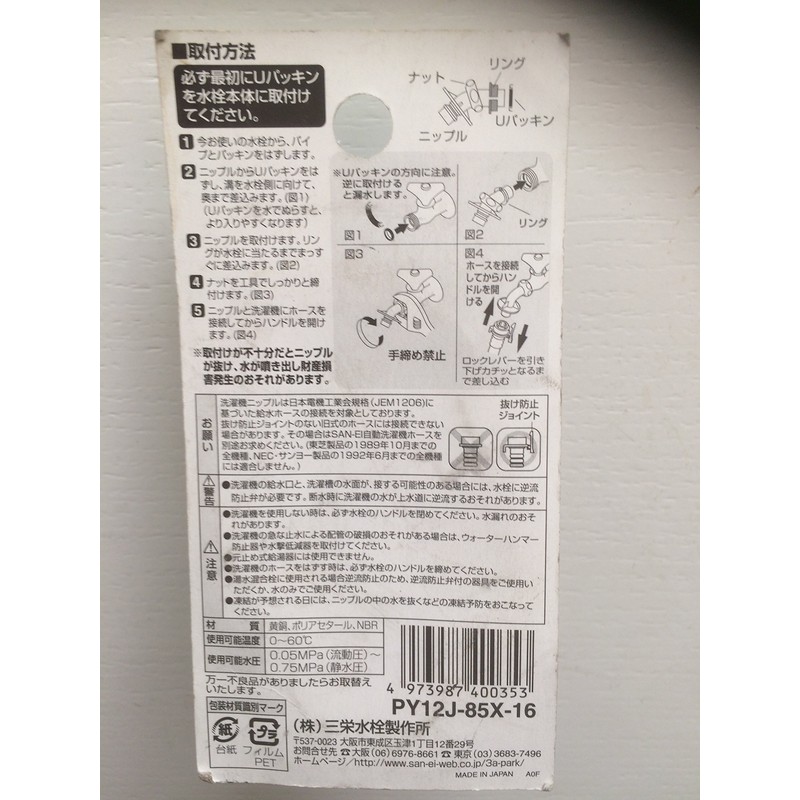 ■取付方法
必ず最初にUパッキン
を水栓本体に取付け
てください。
1 今お使いの水栓から、パイ
プとパッキンをはずします。
2 ニップルからUパッキンをは
ずし、溝を水栓側に向けて、
奥まで差込みます。(図1)
(Uパッキンを水でぬらすと、
より入りやすくなります)
3 ニップルを取付けます。リン
グが水栓に当たるまでまっす
ぐに差込みます。(図2)
4 ナットを工具でしっかりと締
付けます。(図3)
5 ニップルと洗濯機にホースを
接続してからハンドルを開け
ます。(図4)
※取付けが不十分だとニップル
が抜け、水が噴き出し財産損
害発生のおそれがあります。
リング
ナット
Uパッキン
ニップル
※Uパッキンの方向に注意。
逆に取付ける
と漏水します。
図1
リング
図2
図3
手締め禁止
図4
ホースを接続
してからハン
ドルを開
ける
ロックレバーを引き
下げカチッとなるま
で差し込む
お願い
洗濯機ニップルは日本電機工業会規格(JEM1206)に
基づいた給水ホースの接続を対象としております。
抜け防止ジョイントのない旧式のホースには接続できない
場合があります。その場合はSAN-EI自動洗濯機ホースを
別途お求めください。(東芝製品の1989年10月までの
全機種、NEC・サンヨー製品の1992年6月までの全機種
には適合しません。)
抜け防止
ジョイント
⚠警告
●洗濯機の給水口と、洗濯槽の水面が、接する可能性のある場合には、水栓に逆流
防止弁が必要です。断水時に洗濯機の水が上水道に逆流するおそれがあります。
⚠注意
●洗濯機を使用しない時は、必ず水栓のハンドルを閉めてください。水漏れのおそ
れがあります。
●洗濯機の急な止水による配管の破損のおそれがある場合は、ウォーターハンマー
防止器や水撃低減器を取付けてください。
●元止め式給湯器には使用できません。
●洗濯機のホースをはずす時は、必ず水栓のハンドルを締めてください。
●湯水混合栓に使用される場合逆流防止のため、逆流防止弁付の器具をご使用い
ただくか、水のみでご使用ください。
●凍結が予想される日には、ニップルの中の水を抜くなどの凍結予防をおこなって
ください。
材 質 黄銅、ポリアセタール、NBR
使用可能温度 0~60℃
使用可能水圧 0.05MPa(流動圧)~
0.75MPa(静水圧)
万一不良品がありましたらお取替え
いたします。
4 973987 400353
PY12J-85X-16
包装材質識別マーク
紙
プラ
台紙 フィルム
PET
(株)三栄水栓製作所
〒537-0023 大阪市東成区玉津1丁目12番29号
お問合せ先 ☎大阪(06)6976-8661 ☎東京(03)3683-7496
ホームページ/http://www.san-ei-web.co.jp/3a-park/
MADE IN JAPAN A0F